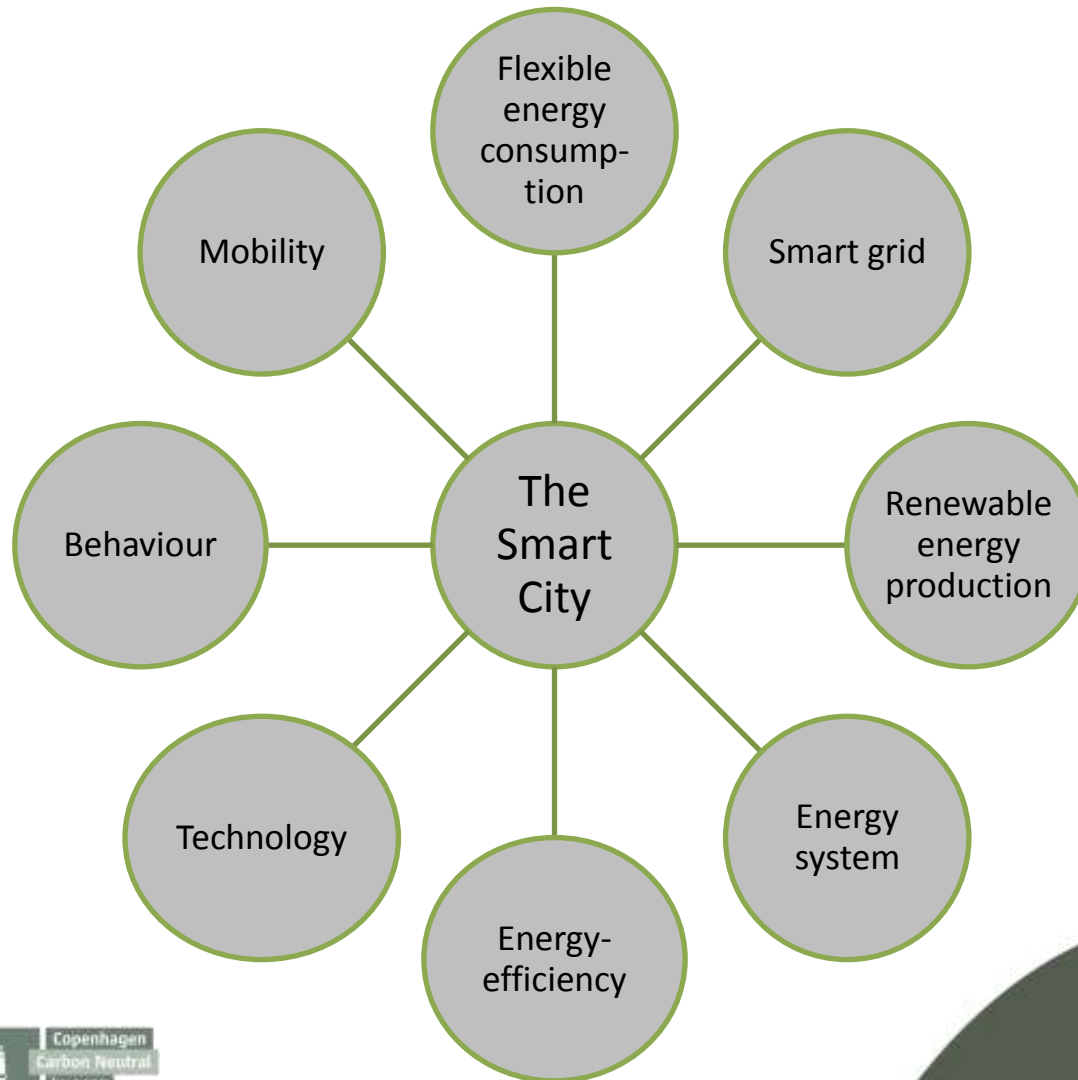 Flexible
energy
consump-
tion
Mobility
Smart grid
The
Smart
City
Behaviour
Renewable
energy
production
Technology
Energy
system
Energy-
efficiency
Copenhagen
Carbon Neutral